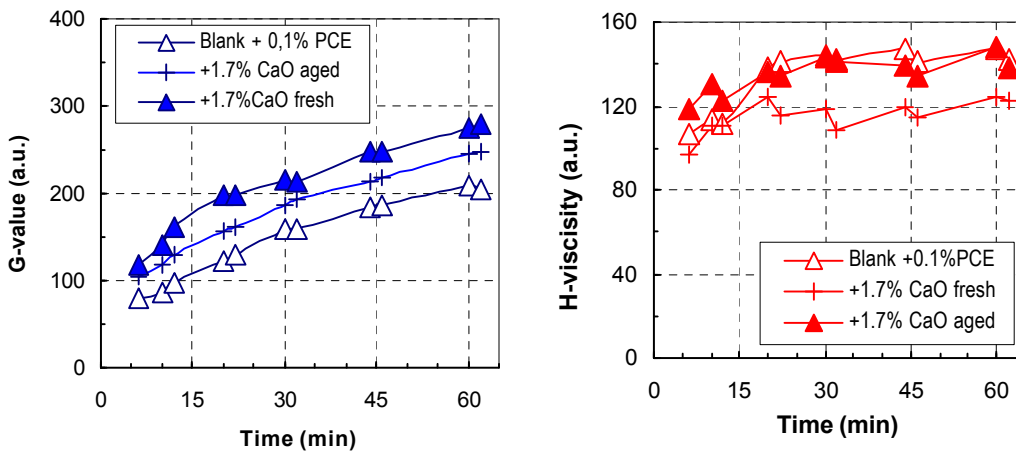 400
300
200
100
0
G-value (a.u.)
Blank + 0,1% PCE
+1.7% CaO aged
+1.7%CaO fresh
0 15 30 45 60
Time (min)
160
120
80
40
0
H-viscisity (a.u.)
Blank +0.1%PCE
+1.7% CaO fresh
+1.7% CaO aged
0 15 30 45 60
Time (min)